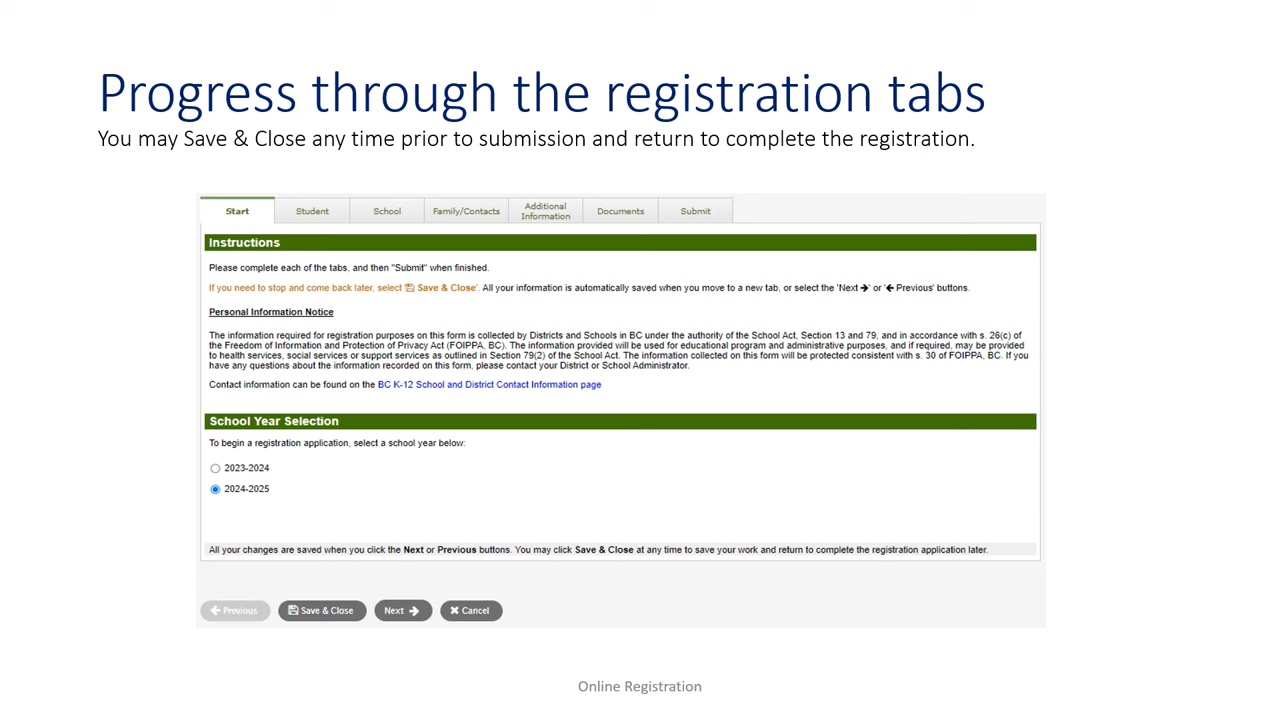 Progress through the registration tabs
You may Save & Close any time prior to submission and return to complete the registration.
Start
Student
School
Family/Contacts
Additional
Information
Documents
Submit
Instructions
Please complete each of the tabs, and then "Submit" when finished.
If you need to stop and come back later, select ' Save & Close'. All your information is automatically saved when you move to a new tab, or select the 'Next ➔' or '🡰 Previous' buttons.
Personal Information Notice
The information required for registration purposes on this form is collected by Districts and Schools in BC under the authority of the School Act, Section 13 and 79, and in accordance with s. 26(c) of
the Freedom of Information and Protection of Privacy Act (FOIPPA, BC). The information provided will be used for educational program and administrative purposes, and if required, may be provided
to health services, social services or support services as outlined in Section 79(2) of the School Act. The information collected on this form will be protected consistent with s. 30 of FOIPPA, BC. If you
have any questions about the information recorded on this form, please contact your District or School Administrator.
Contact information can be found on the BC K-12 School and District Contact Information page
School Year Selection
To begin a registration application, select a school year below:
2023-2024
2024-2025
All your changes are saved when you click the Next or Previous buttons. You may click Save & Close at any time to save your work and return to complete the registration application later.
Previous
Save & Close
Next
Cancel
Online Registration